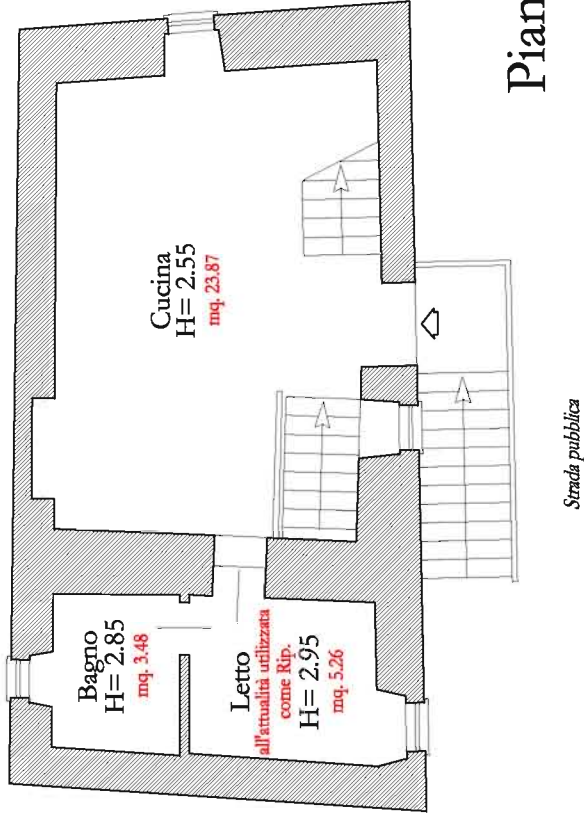 Bagno
H= 2.85
mq. 3.48
Letto
all'attualità utilizzata
come Rip.
H= 2.95
mq. 5.26
Cucina
H= 2.55
mq. 23.87
Strada pubblica
Pian